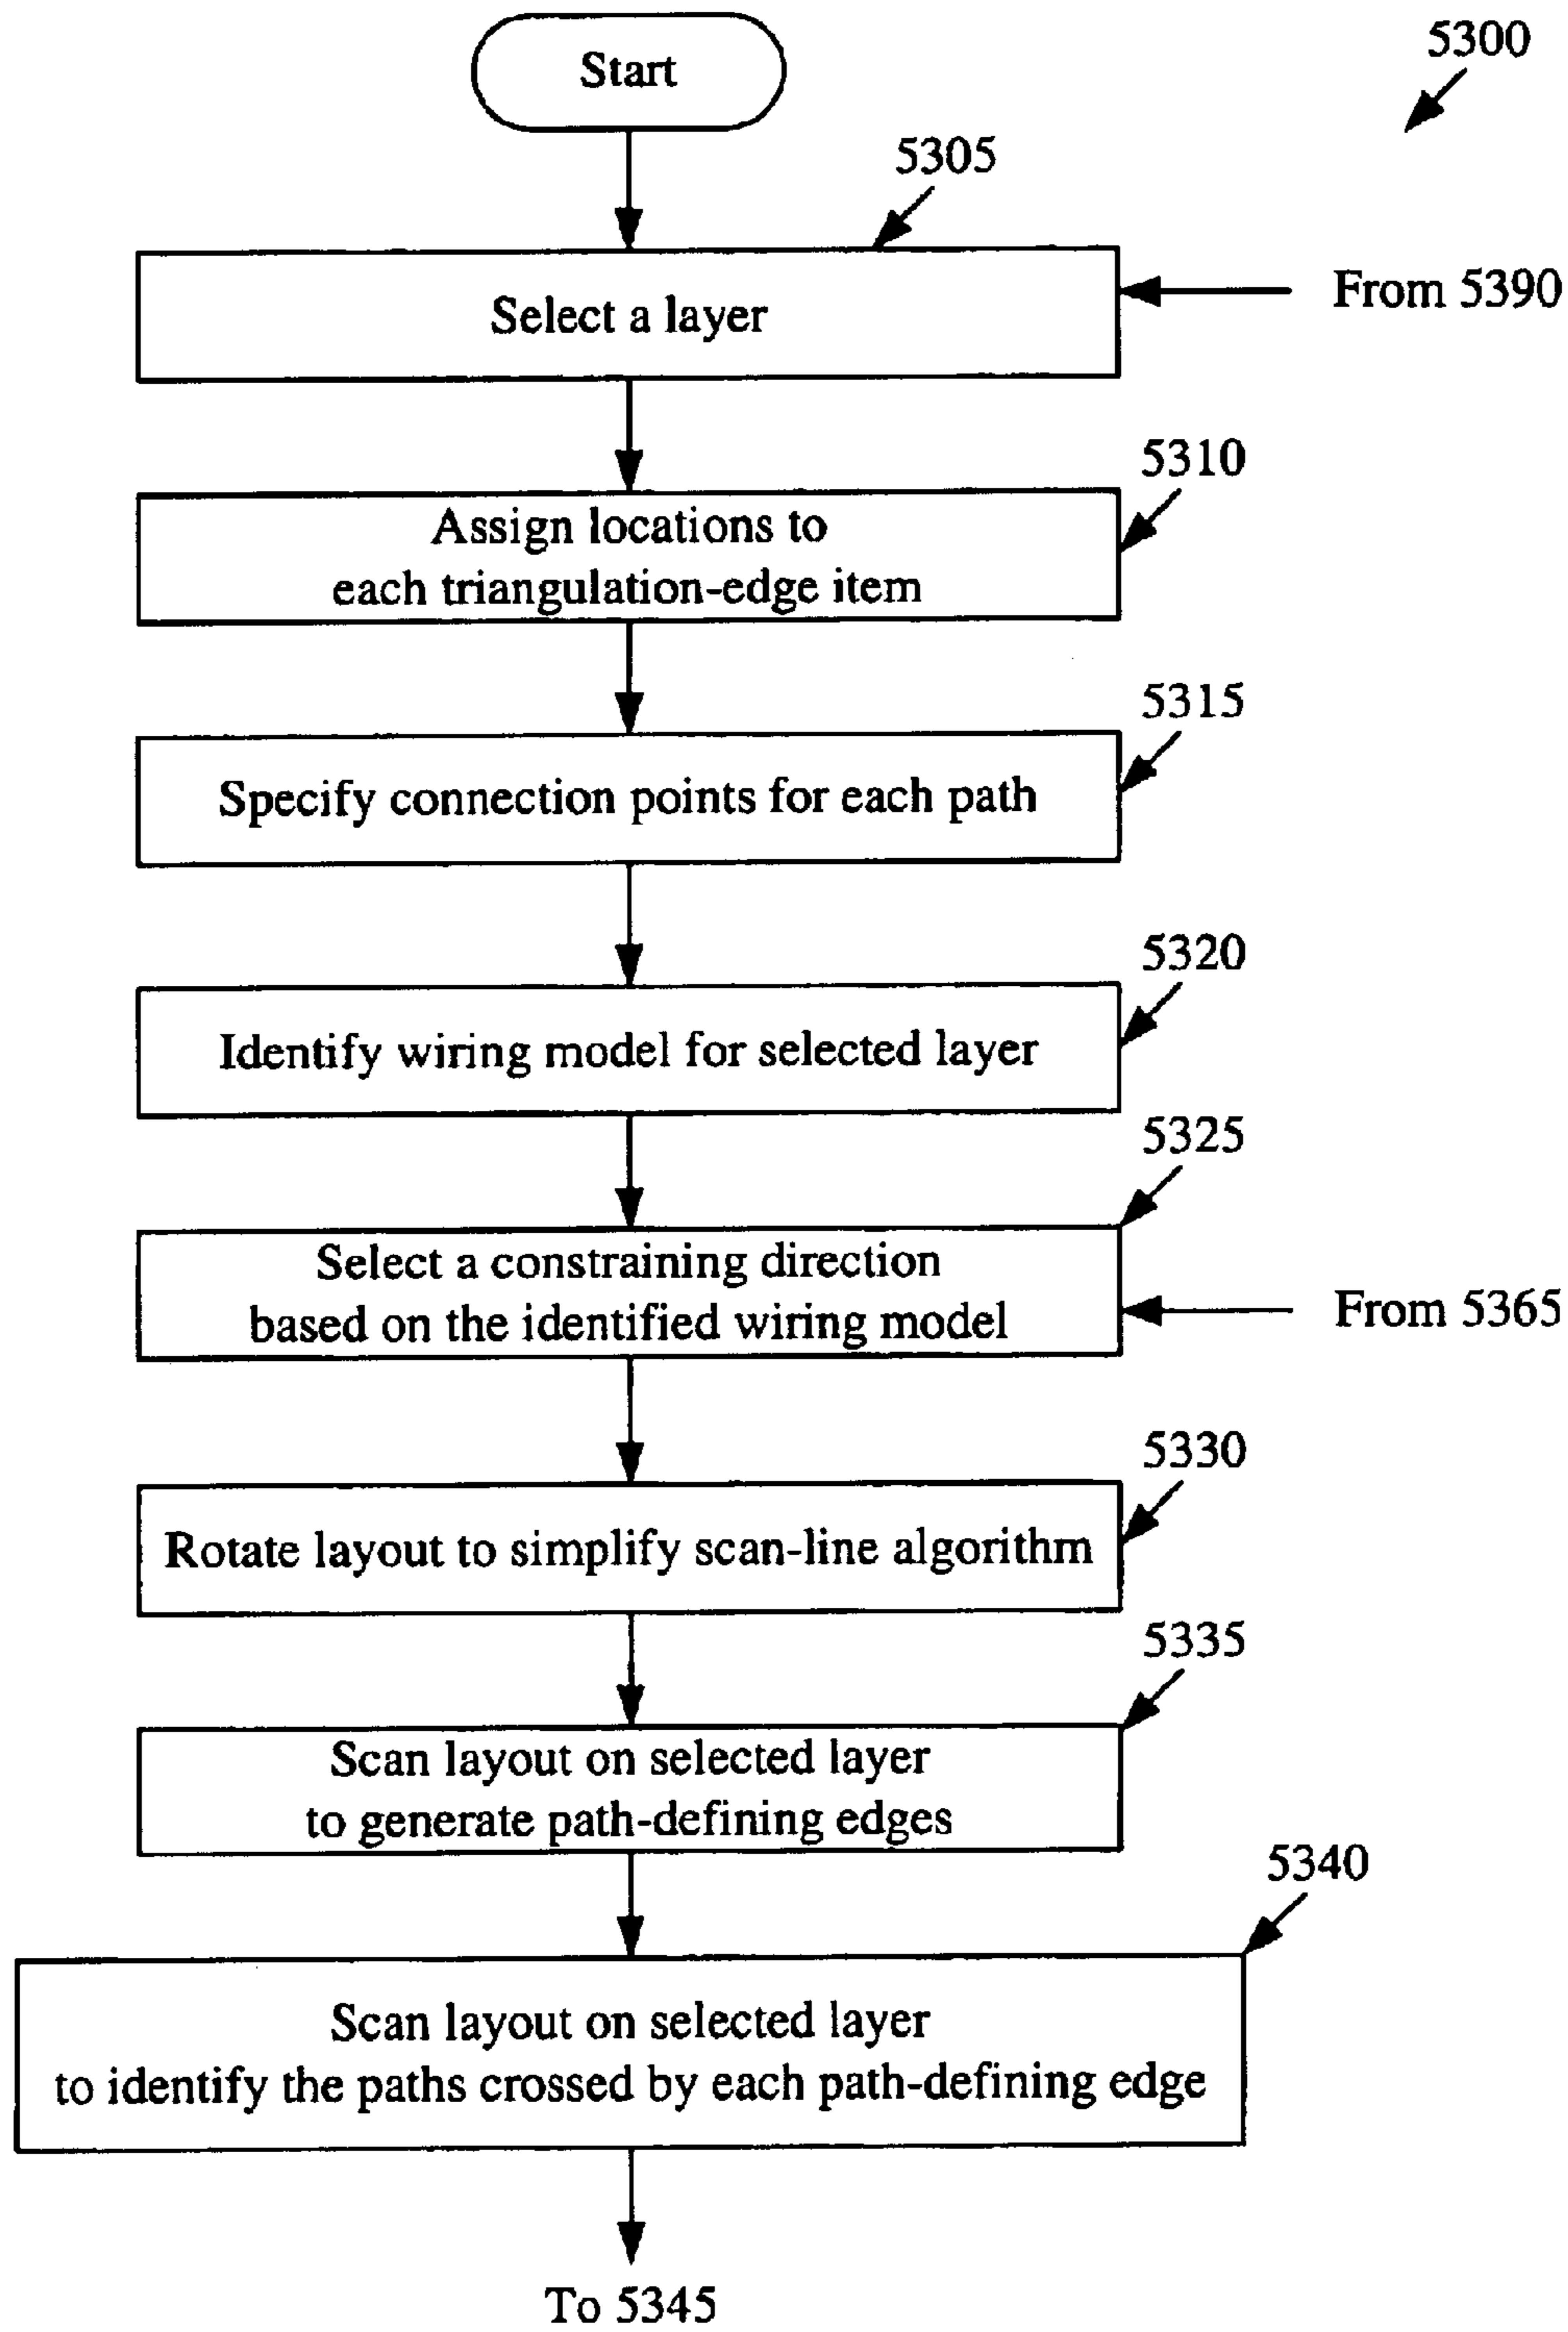 5300
Start
5305
Select a layer
From 5390
5310
Assign locations to
each triangulation-edge item
5315
Specify connection points for each path
5320
Identify wiring model for selected layer
5325
Select a constraining direction
based on the identified wiring model
From 5365
5330
Rotate layout to simplify scan-line algorithm
5335
Scan layout on selected layer
to generate path-defining edges
5340
Scan layout on selected layer
to identify the paths crossed by each path-defining edge
To 5345